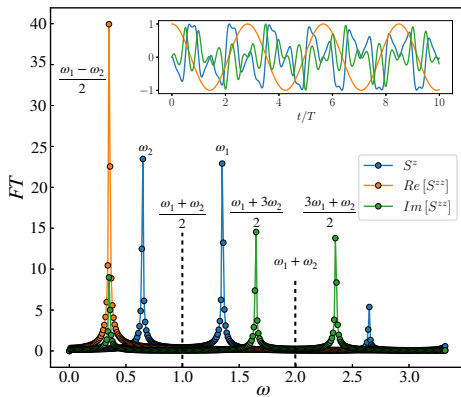 FT
40
35
30
25
20
15
10
5
0
0.0 0.5 1.0 1.5 2.0 2.5 3.0
ω
1
0
−1
0 2 4 6 8 10
t/T
(ω₁ − ω₂)/2
ω₂
ω₁
(ω₁ + ω₂)/2
(ω₁ + 3ω₂)/2
(3ω₁ + ω₂)/2
ω₁ + ω₂
S^z
Re [S^{zz}]
Im [S^{zz}]